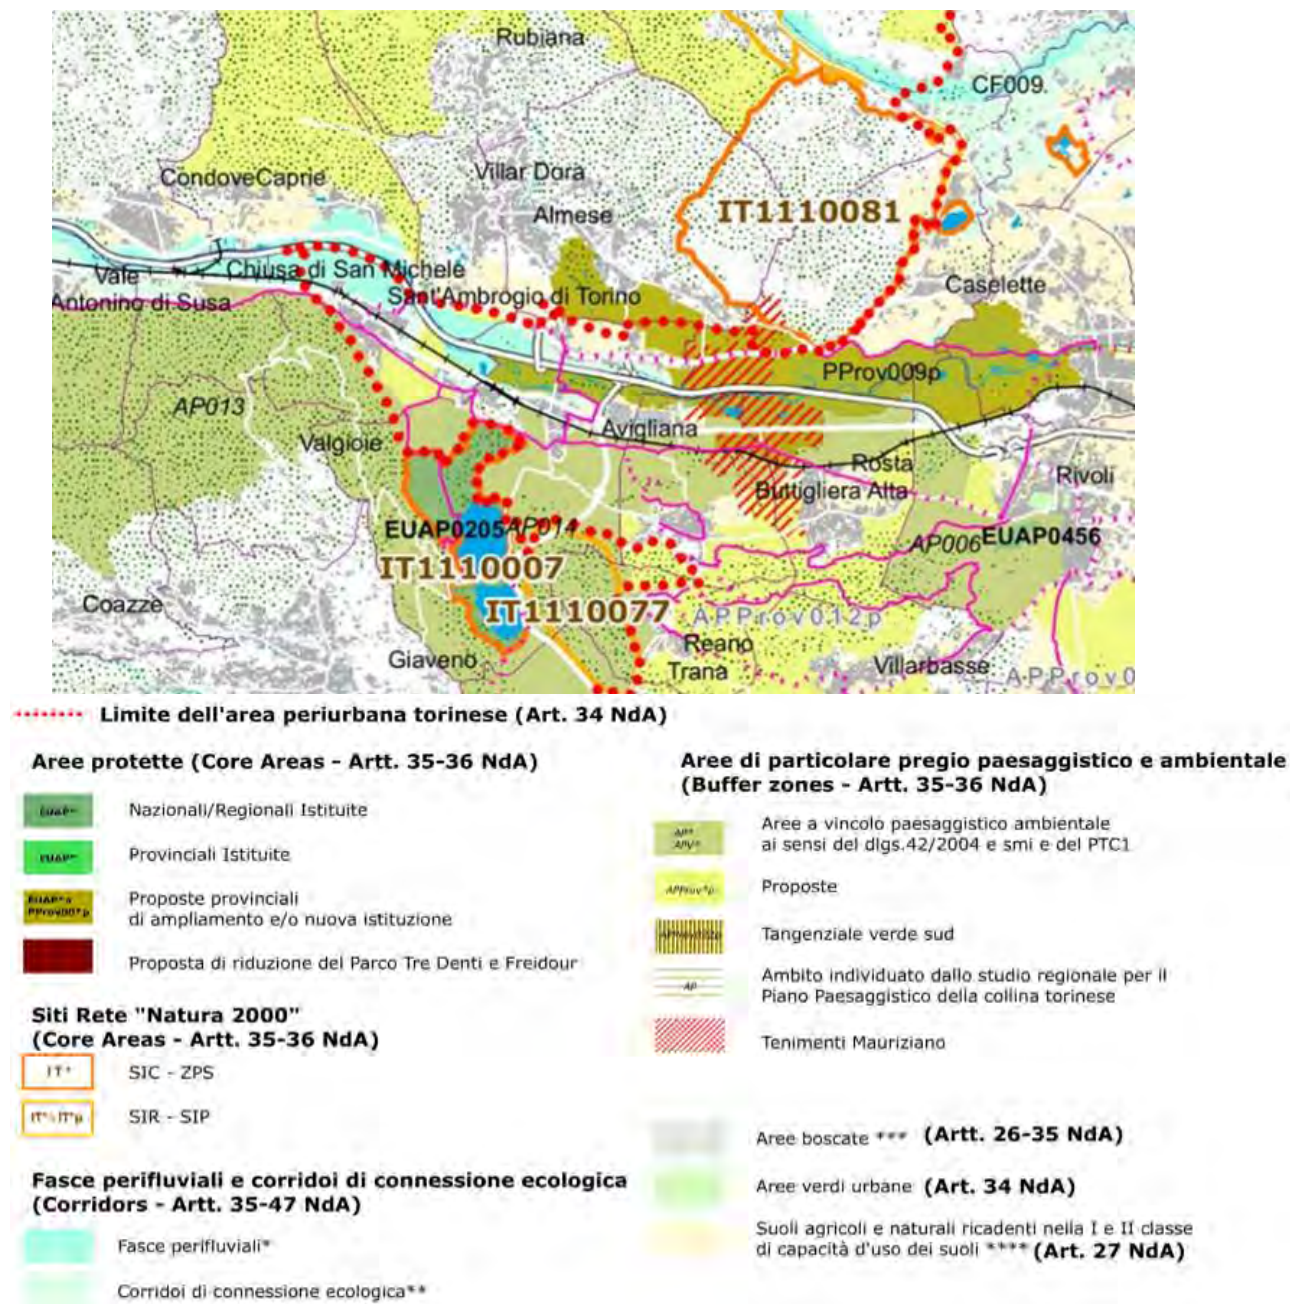 Rubiana
CF009.
CondoveCaprie
Villar Dora
Almese
IT1110081
Vaie
Chiusa di San Michele
Antonino di Susa
Sant'Ambrogio di Torino
Caselette
PProv009p
AP013
Valgioie
Avigliana
Rosta
Buttigliera Alta
Rivoli
EUAP0205
AP014
AP006
EUAP0456
IT1110007
IT1110077
Coazze
APProv012p
Giaveno
Reano
Trana
Villarbasse
APProv0
Limite dell'area periurbana torinese (Art. 34 NdA)
Aree protette (Core Areas - Artt. 35-36 NdA)
EUAP*
Nazionali/Regionali Istituite
EUAP*
Provinciali Istituite
Proposte provinciali
di ampliamento e/o nuova istituzione
Proposta di riduzione del Parco Tre Denti e Freidour
Siti Rete "Natura 2000"
(Core Areas - Artt. 35-36 NdA)
IT*
SIC - ZPS
SIR - SIP
Fasce perifluviali e corridoi di connessione ecologica
(Corridors - Artt. 35-47 NdA)
Fasce perifluviali*
Corridoi di connessione ecologica**
Aree di particolare pregio paesaggistico e ambientale
(Buffer zones - Artt. 35-36 NdA)
AP*
APV*
Aree a vincolo paesaggistico ambientale
ai sensi del dlgs.42/2004 e smi e del PTC1
APProv*p
Proposte
Tangenziale verde sud
AP
Ambito individuato dallo studio regionale per il
Piano Paesaggistico della collina torinese
Tenimenti Mauriziano
Aree boscate *** (Artt. 26-35 NdA)
Aree verdi urbane (Art. 34 NdA)
Suoli agricoli e naturali ricadenti nella I e II classe
di capacità d'uso dei suoli **** (Art. 27 NdA)